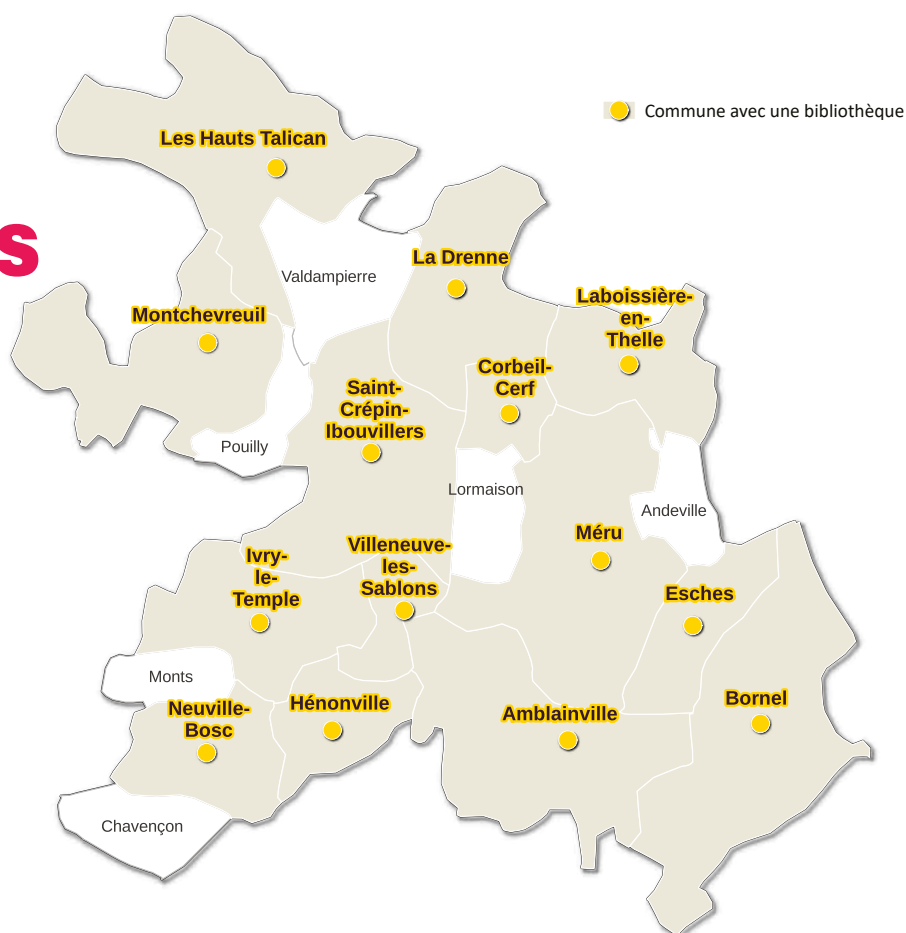 Commune avec une bibliothèque
Les Hauts Talican
s
La Drenne
Valdampierre
Laboissière-
en-
Thelle
Montchevreuil
Corbeil-
Cerf
Saint-
Crépin-
Ibouvillers
Pouilly
Lormaison
Andeville
Méru
Villeneuve-
les-
Sablons
Ivry-
le-
Temple
Esches
Monts
Neuville-
Bosc
Hénonville
Amblainville
Bornel
Chavençon